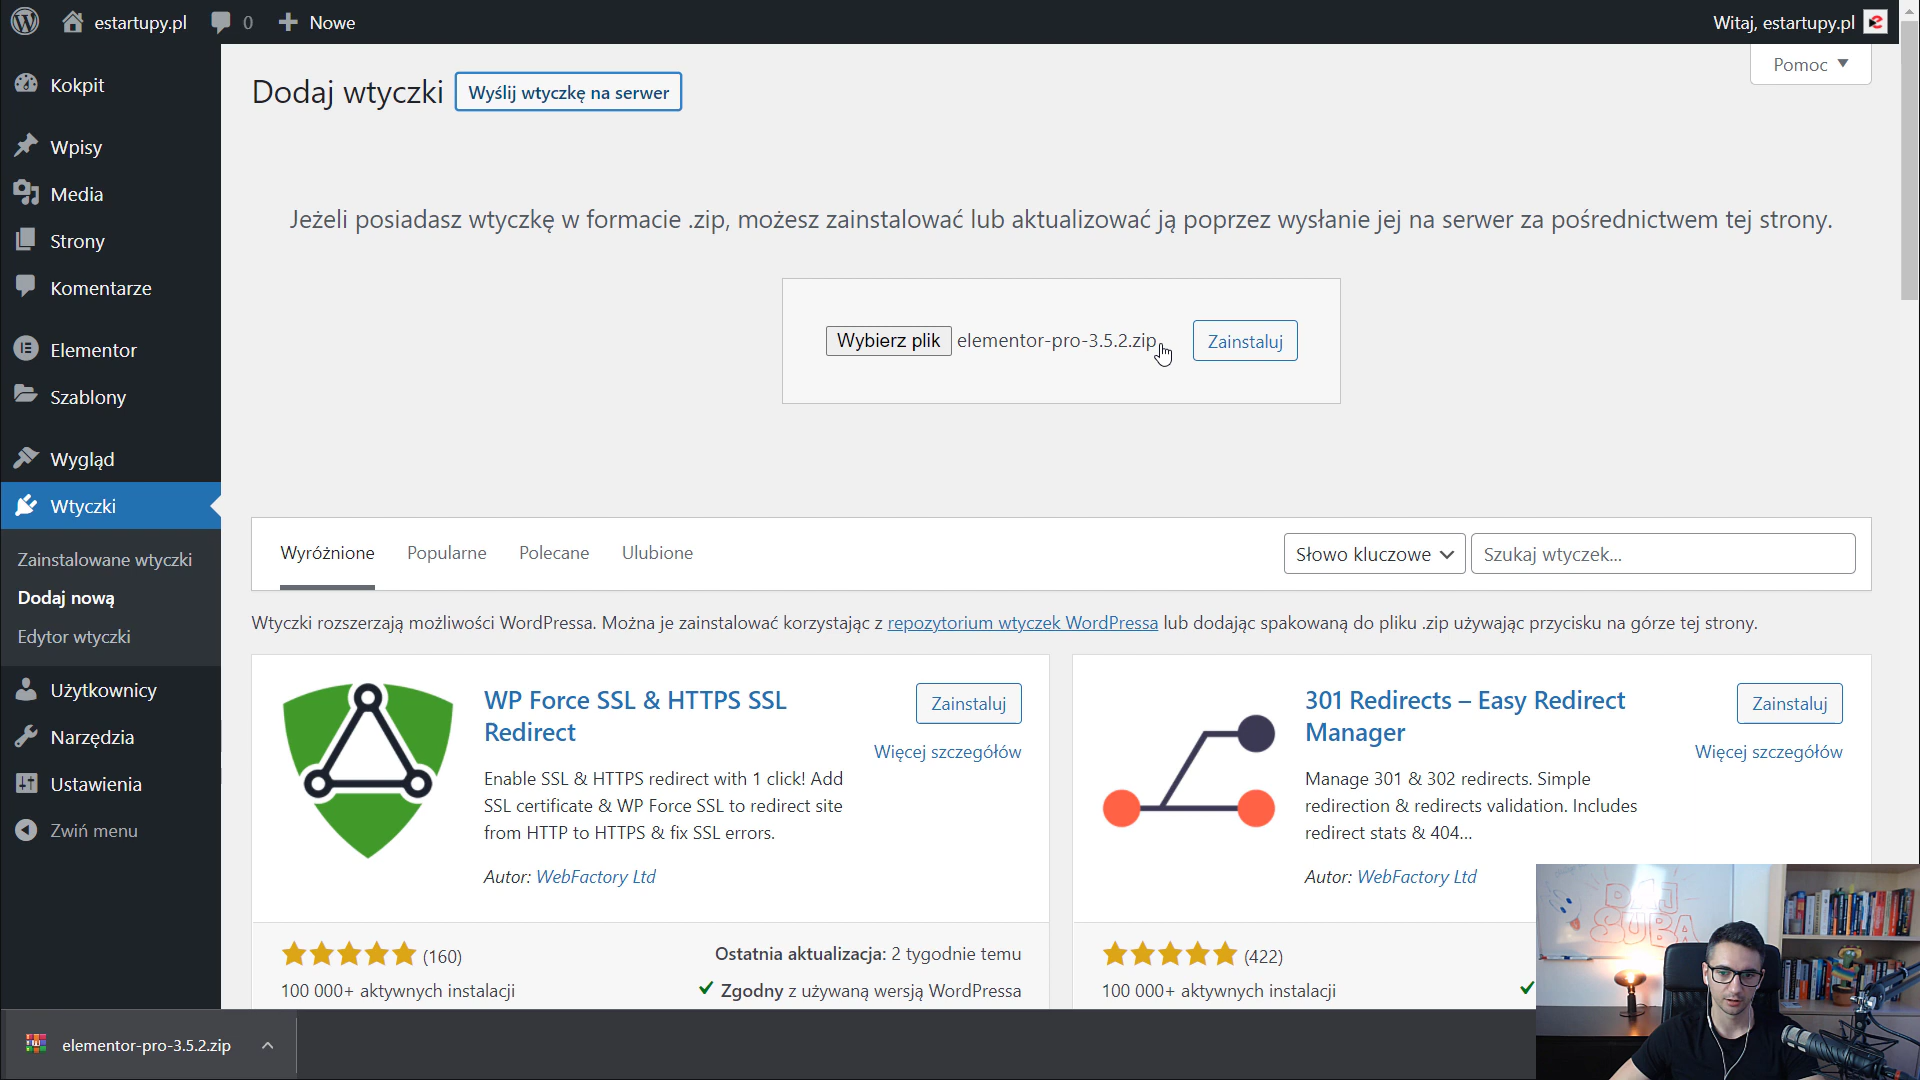 estartupy.pl
0
Nowe
Witaj, estartupy.pl
Kokpit
Wpisy
Media
Strony
Komentarze
Elementor
Szablony
Wygląd
Wtyczki
Zainstalowane wtyczki
Dodaj nową
Edytor wtyczki
Użytkownicy
Narzędzia
Ustawienia
Zwiń menu
Pomoc
Dodaj wtyczki
Wyślij wtyczkę na serwer
Jeżeli posiadasz wtyczkę w formacie .zip, możesz zainstalować lub aktualizować ją poprzez wysłanie jej na serwer za pośrednictwem tej strony.
Wybierz plik elementor-pro-3.5.2.zip
Zainstaluj
Wyróżnione
Popularne
Polecane
Ulubione
Słowo kluczowe
Szukaj wtyczek...
Wtyczki rozszerzają możliwości WordPressa. Można je zainstalować korzystając z repozytorium wtyczek WordPressa lub dodając spakowaną do pliku .zip używając przycisku na górze tej strony.
WP Force SSL & HTTPS SSL
Redirect
Zainstaluj
Więcej szczegółów
Enable SSL & HTTPS redirect with 1 click! Add
SSL certificate & WP Force SSL to redirect site
from HTTP to HTTPS & fix SSL errors.
Autor: WebFactory Ltd
(160)
Ostatnia aktualizacja: 2 tygodnie temu
100 000+ aktywnych instalacji
Zgodny z używaną wersją WordPressa
301 Redirects – Easy Redirect
Manager
Zainstaluj
Więcej szczegółów
Manage 301 & 302 redirects. Simple
redirection & redirects validation. Includes
redirect stats & 404...
Autor: WebFactory Ltd
(422)
100 000+ aktywnych instalacji
elementor-pro-3.5.2.zip